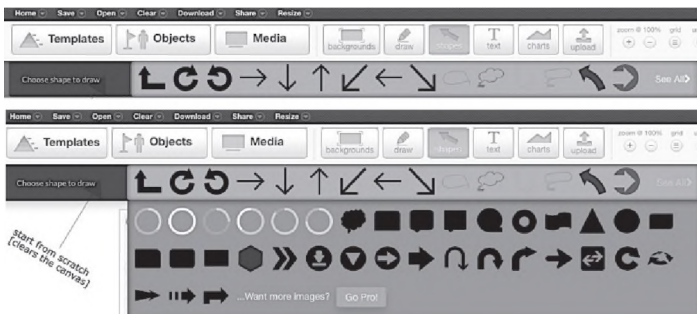 Home Save Open Clear Download Share Resize
Templates Objects Media backgrounds draw shapes text charts upload zoom @ 100% grid
Choose shape to draw See All
Home Save Open Clear Download Share Resize
Templates Objects Media backgrounds draw shapes text charts upload zoom @ 100% grid
Choose shape to draw See All
start from scratch
[clears the canvas]
...Want more images? Go Pro!